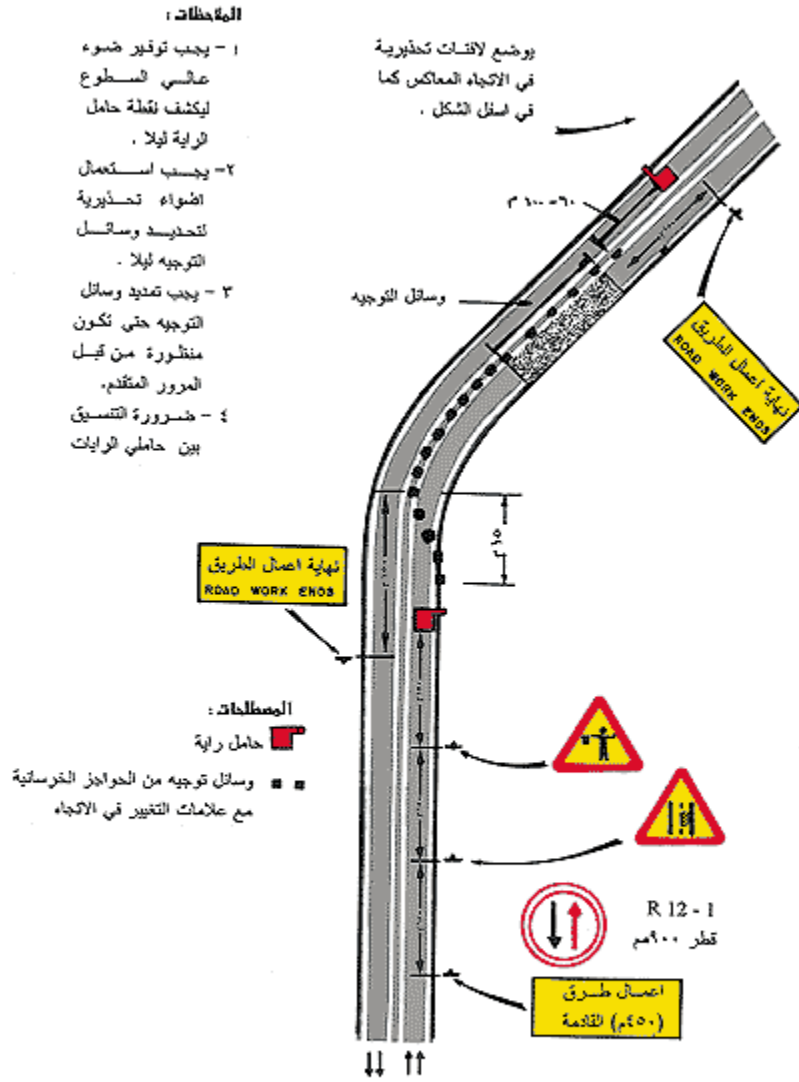 الملاحظات :
١ - يجب توفير ضوء
عالي السطوع
ليكشف نقطة حامل
الراية ليلا .
٢- يجب استعمال
اضواء تحذيرية
لتحديد وسائل
التوجيه ليلا .
٣ - يجب تمديد وسائل
التوجيه حتى تكون
منظورة من قبل
المرور المتقدم.
٤ - ضرورة التنسيق
بين حاملي الرايات
يوضع لافتات تحذيرية
في الاتجاه المعاكس كما
في اسفل الشكل .
٦٠-١٠٠ م
وسائل التوجيه
نهاية اعمال الطريق
ROAD WORK ENDS
نهاية اعمال الطريق
ROAD WORK ENDS
المصطلحات :
حامل راية
وسائل توجيه من الحواجز الخرسانية
مع علامات التغيير في الاتجاه
R 12 - 1
قطر ٩٠٠مم
اعمال طرق
(٤٥٠م) القادمة